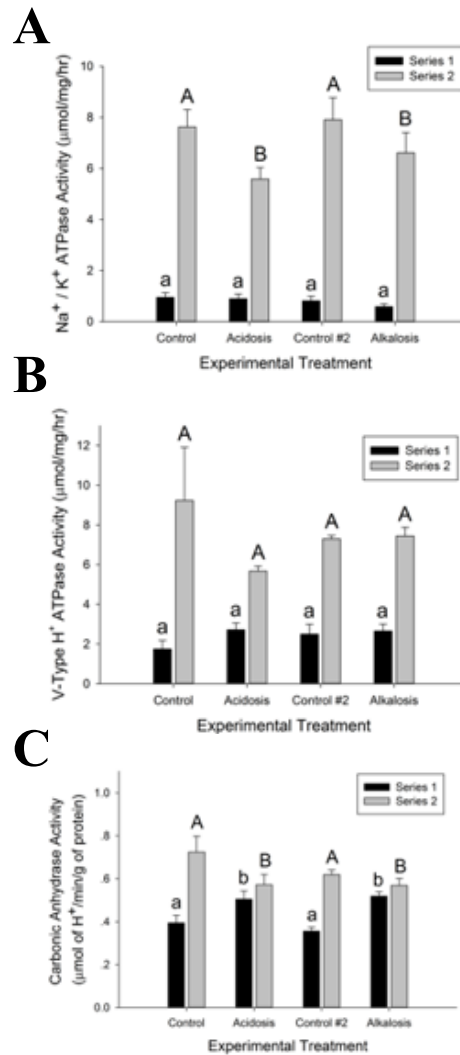 A
Series 1
Series 2
Na⁺ / K⁺ ATPase Activity (μmol/mg/hr)
10
8
6
4
2
0
A
B
A
B
a
a
a
a
Control
Acidosis
Control #2
Alkalosis
Experimental Treatment
B
Series 1
Series 2
V-Type H⁺ ATPase Activity (μmol/mg/hr)
12
10
8
6
4
2
0
A
A
A
A
a
a
a
a
Control
Acidosis
Control #2
Alkalosis
Experimental Treatment
C
Series 1
Series 2
Carbonic Anhydrase Activity
(μmol of H⁺/min/g of protein)
1.0
.8
.6
.4
.2
.0
A
B
A
B
a
b
a
b
Control
Acidosis
Control #2
Alkalosis
Experimental Treatment